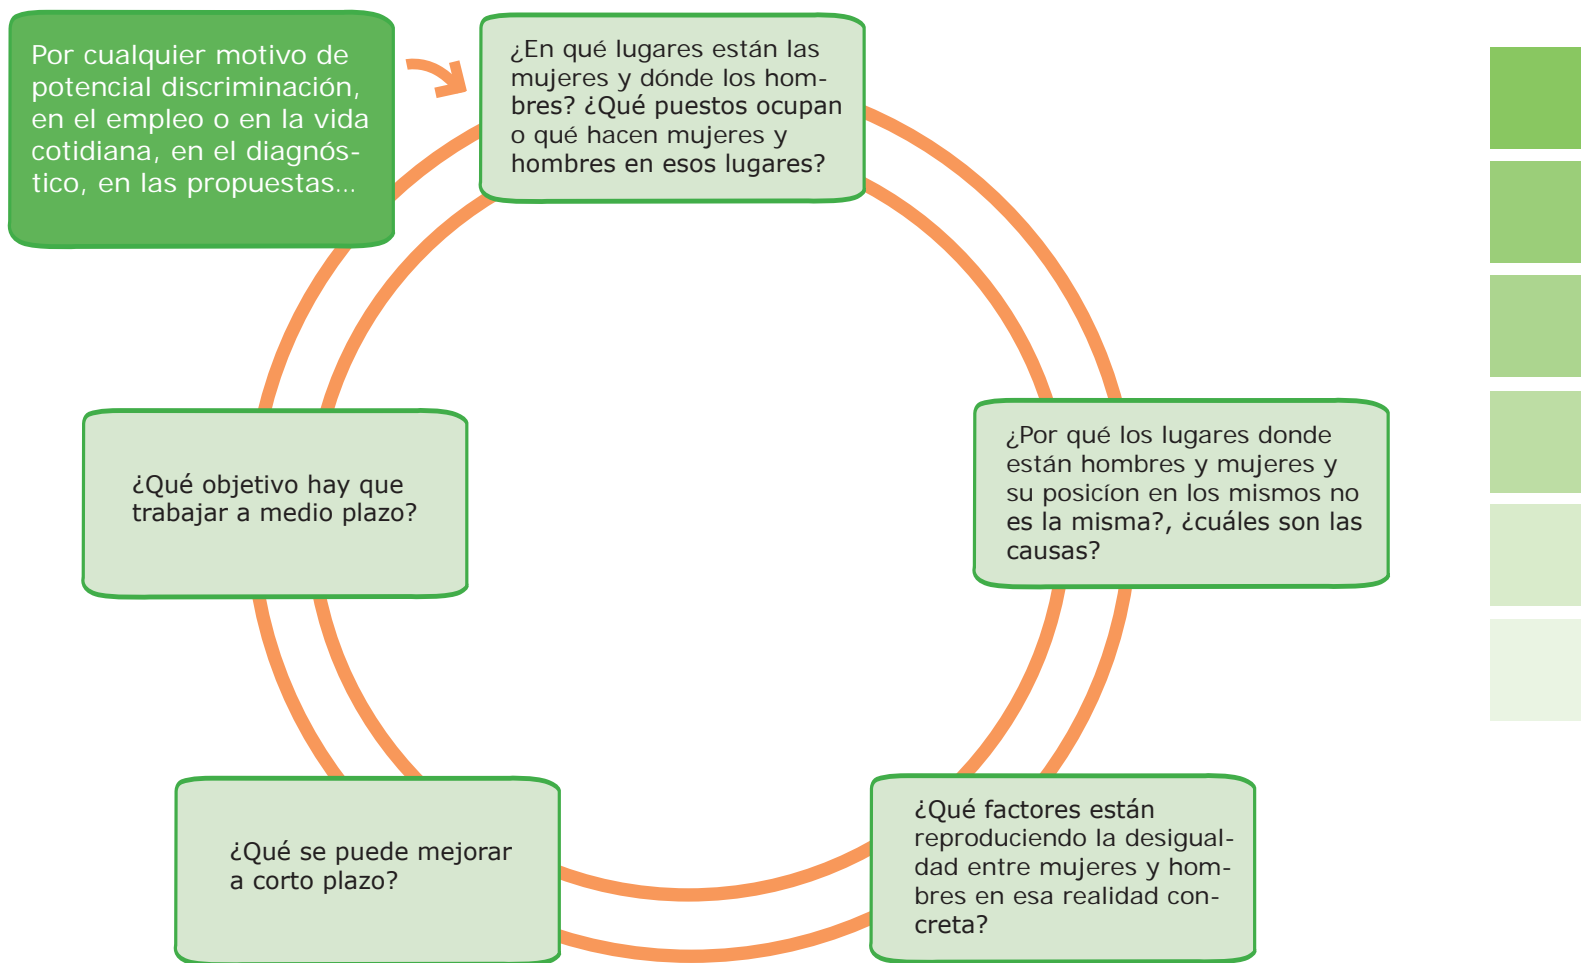 Por cualquier motivo de
potencial discriminación,
en el empleo o en la vida
cotidiana, en el diagnós-
tico, en las propuestas...
¿En qué lugares están las
mujeres y dónde los hom-
bres? ¿Qué puestos ocupan
o qué hacen mujeres y
hombres en esos lugares?
¿Por qué los lugares donde
están hombres y mujeres y
su posicíon en los mismos no
es la misma?, ¿cuáles son las
causas?
¿Qué factores están
reproduciendo la desigual-
dad entre mujeres y hom-
bres en esa realidad con-
creta?
¿Qué se puede mejorar
a corto plazo?
¿Qué objetivo hay que
trabajar a medio plazo?